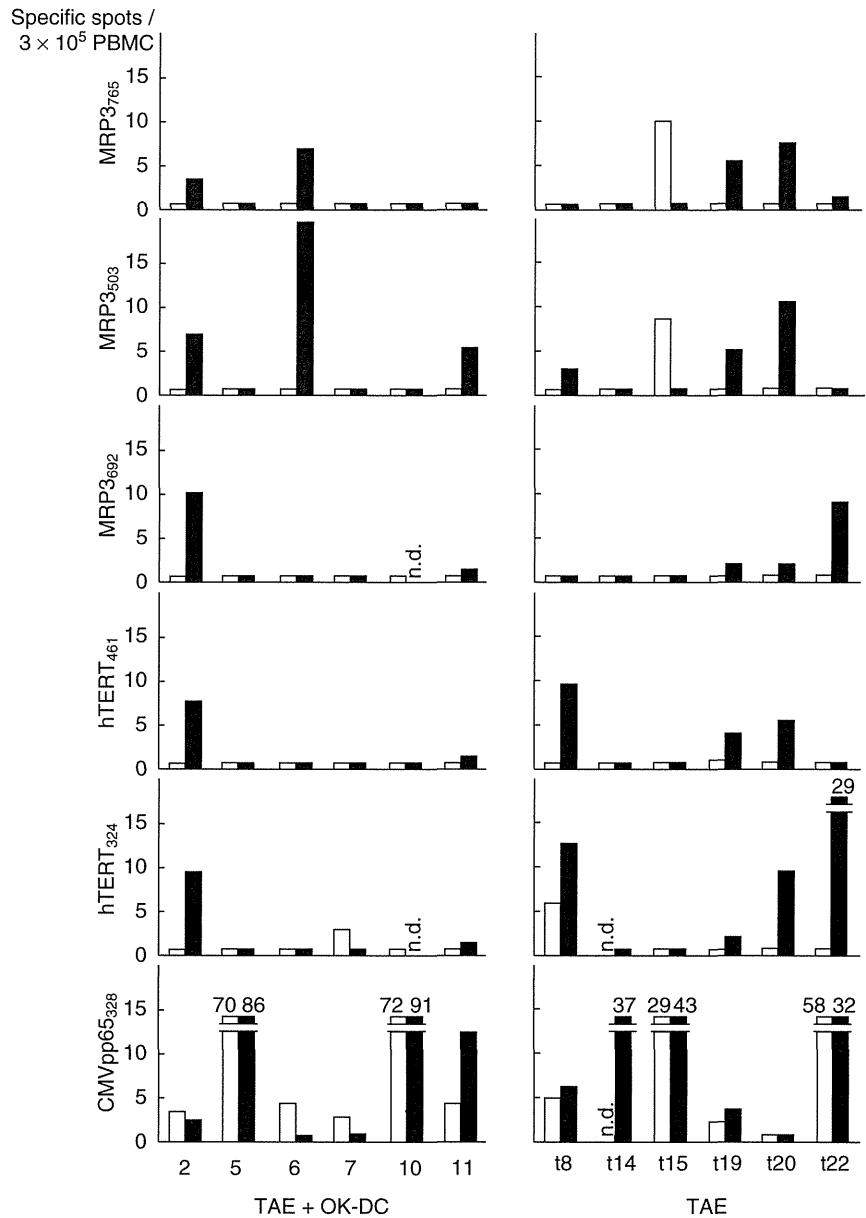 Specific spots /
3 × 10⁵ PBMC
MRP3₇₆₅
15
10
5
0
MRP3₅₀₃
15
10
5
0
MRP3₆₉₂
15
10
5
0
n.d.
hTERT₄₆₁
15
10
5
0
hTERT₃₂₄
15
10
5
0
n.d.
n.d.
29
CMVpp65₃₂₈
15
10
5
0
70 86
72 91
n.d.
37
29 43
58 32
2 5 6 7 10 11
t8 t14 t15 t19 t20 t22
TAE + OK-DC
TAE